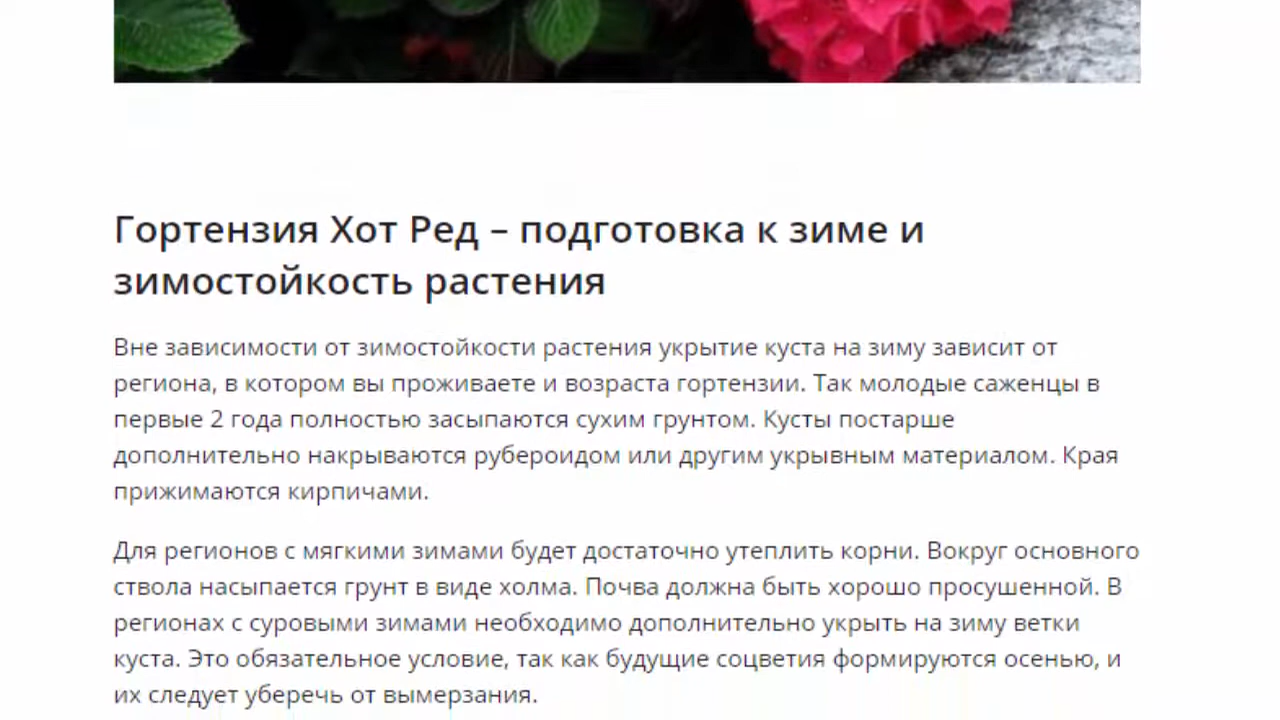 Гортензия Хот Ред – подготовка к зиме и
зимостойкость растения
Вне зависимости от зимостойкости растения укрытие куста на зиму зависит от
региона, в котором вы проживаете и возраста гортензии. Так молодые саженцы в
первые 2 года полностью засыпаются сухим грунтом. Кусты постарше
дополнительно накрываются рубероидом или другим укрывным материалом. Края
прижимаются кирпичами.
Для регионов с мягкими зимами будет достаточно утеплить корни. Вокруг основного
ствола насыпается грунт в виде холма. Почва должна быть хорошо просушенной. В
регионах с суровыми зимами необходимо дополнительно укрыть на зиму ветки
куста. Это обязательное условие, так как будущие соцветия формируются осенью, и
их следует уберечь от вымерзания.